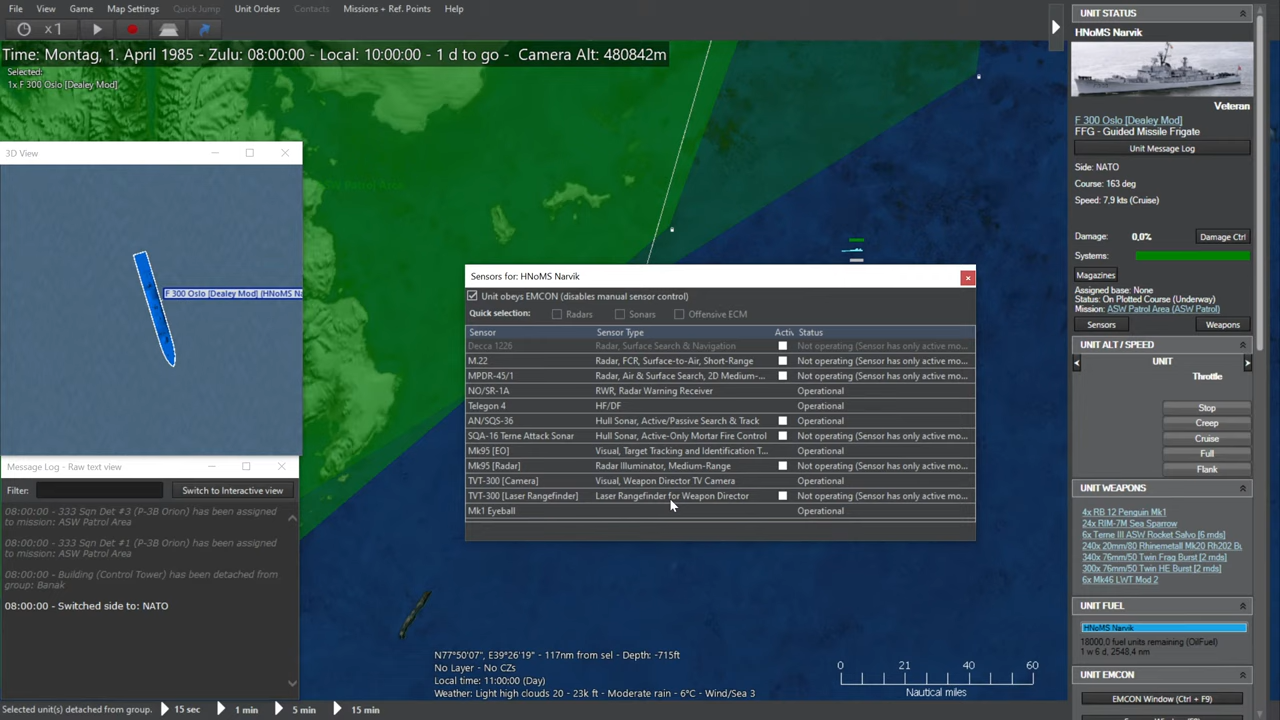 File View Game Map Settings Quick Jump Unit Orders Contacts Missions + Ref. Points Help
x1
Time: Montag, 1. April 1985 - Zulu: 08:00:00 - Local: 10:00:00 - 1 d to go - Camera Alt: 480842m
Selected:
1x F 300 Oslo [Dealey Mod]
3D View
F 300 Oslo [Dealey Mod] (HNoMS Na
Message Log - Raw text view
Filter: Switch to Interactive view
08:00:00 - 333 Sqn Det #3 (P-3B Orion) has been
assigned to mission: ASW Patrol Area
08:00:00 - 333 Sqn Det #1 (P-3B Orion) has been
assigned to mission: ASW Patrol Area
08:00:00 - Building (Control Tower) has been detached from
group: Banak
08:00:00 - Switched side to: NATO
Selected unit(s) detached from group. 15 sec 1 min 5 min 15 min
Sensors for: HNoMS Narvik
Unit obeys EMCON (disables manual sensor control)
Quick selection: Radars Sonars Offensive ECM
Sensor Sensor Type Activ Status
Decca 1226 Radar, Surface Search & Navigation Not operating (Sensor has only active mo...
M.22 Radar, FCR, Surface-to-Air, Short-Range Not operating (Sensor has only active mo...
MPDR-45/1 Radar, Air & Surface Search, 2D Medium-... Not operating (Sensor has only active mo...
NO/SR-1A RWR, Radar Warning Receiver Operational
Telegon 4 HF/DF Operational
AN/SQS-36 Hull Sonar, Active/Passive Search & Track Operational
SQA-16 Terne Attack Sonar Hull Sonar, Active-Only Mortar Fire Control Not operating (Sensor has only active mo...
Mk95 [EO] Visual, Target Tracking and Identification T... Operational
Mk95 [Radar] Radar Illuminator, Medium-Range Not operating (Sensor has only active mo...
TVT-300 [Camera] Visual, Weapon Director TV Camera Operational
TVT-300 [Laser Rangefinder] Laser Rangefinder for Weapon Director Not operating (Sensor has only active mo...
Mk1 Eyeball Operational
N77°50'07", E39°26'19" - 117nm from sel - Depth: -715ft
No Layer - No CZs
Local time: 11:00:00 (Day)
Weather: Light high clouds 20 - 23k ft - Moderate rain - 6°C - Wind/Sea 3
0 21 40 60
Nautical miles
UNIT STATUS
HNoMS Narvik
Veteran
F 300 Oslo [Dealey Mod]
FFG - Guided Missile Frigate
Unit Message Log
Side: NATO
Course: 163 deg
Speed: 7,9 kts (Cruise)
Damage: 0,0% Damage Ctrl
Systems:
Magazines
Assigned base: None
Status: On Plotted Course (Underway)
Mission: ASW Patrol Area (ASW Patrol)
Sensors Weapons
UNIT ALT / SPEED
UNIT
Throttle
Stop
Creep
Cruise
Full
Flank
UNIT WEAPONS
4x RB 12 Penguin Mk1
24x RIM-7M Sea Sparrow
6x Terne III ASW Rocket Salvo [6 rnds]
240x 20mm/80 Rhinemetall Mk20 Rh202 Bu
340x 76mm/50 Twin Frag Burst [2 rnds]
300x 76mm/50 Twin HE Burst [2 rnds]
6x Mk46 LWT Mod 2
UNIT FUEL
HNoMS Narvik
18000,0 fuel units remaining (OilFuel)
1 w 6 d, 2548,4 nm
UNIT EMCON
EMCON Window (Ctrl + F9)